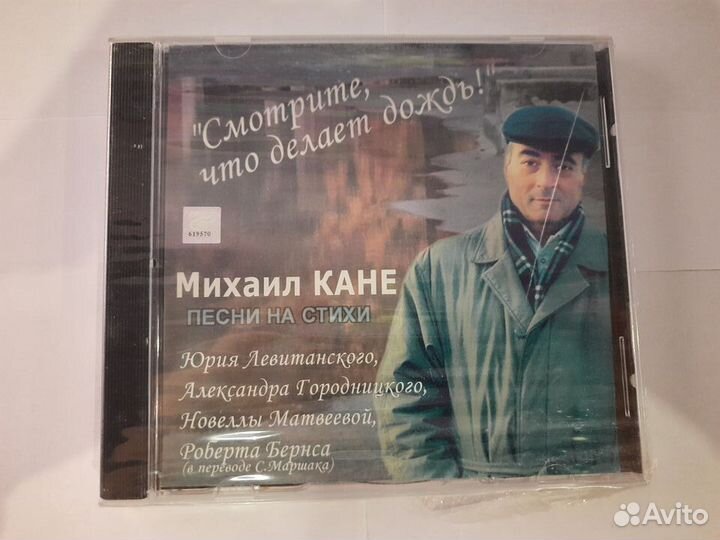 "Смотрите,
что делает дождь!"
619570
Михаил КАНЕ
ПЕСНИ НА СТИХИ
Юрия Левитанского,
Александра Городницкого,
Новеллы Матвеевой,
Роберта Бернса
(в переводе С.Маршака)
Avito